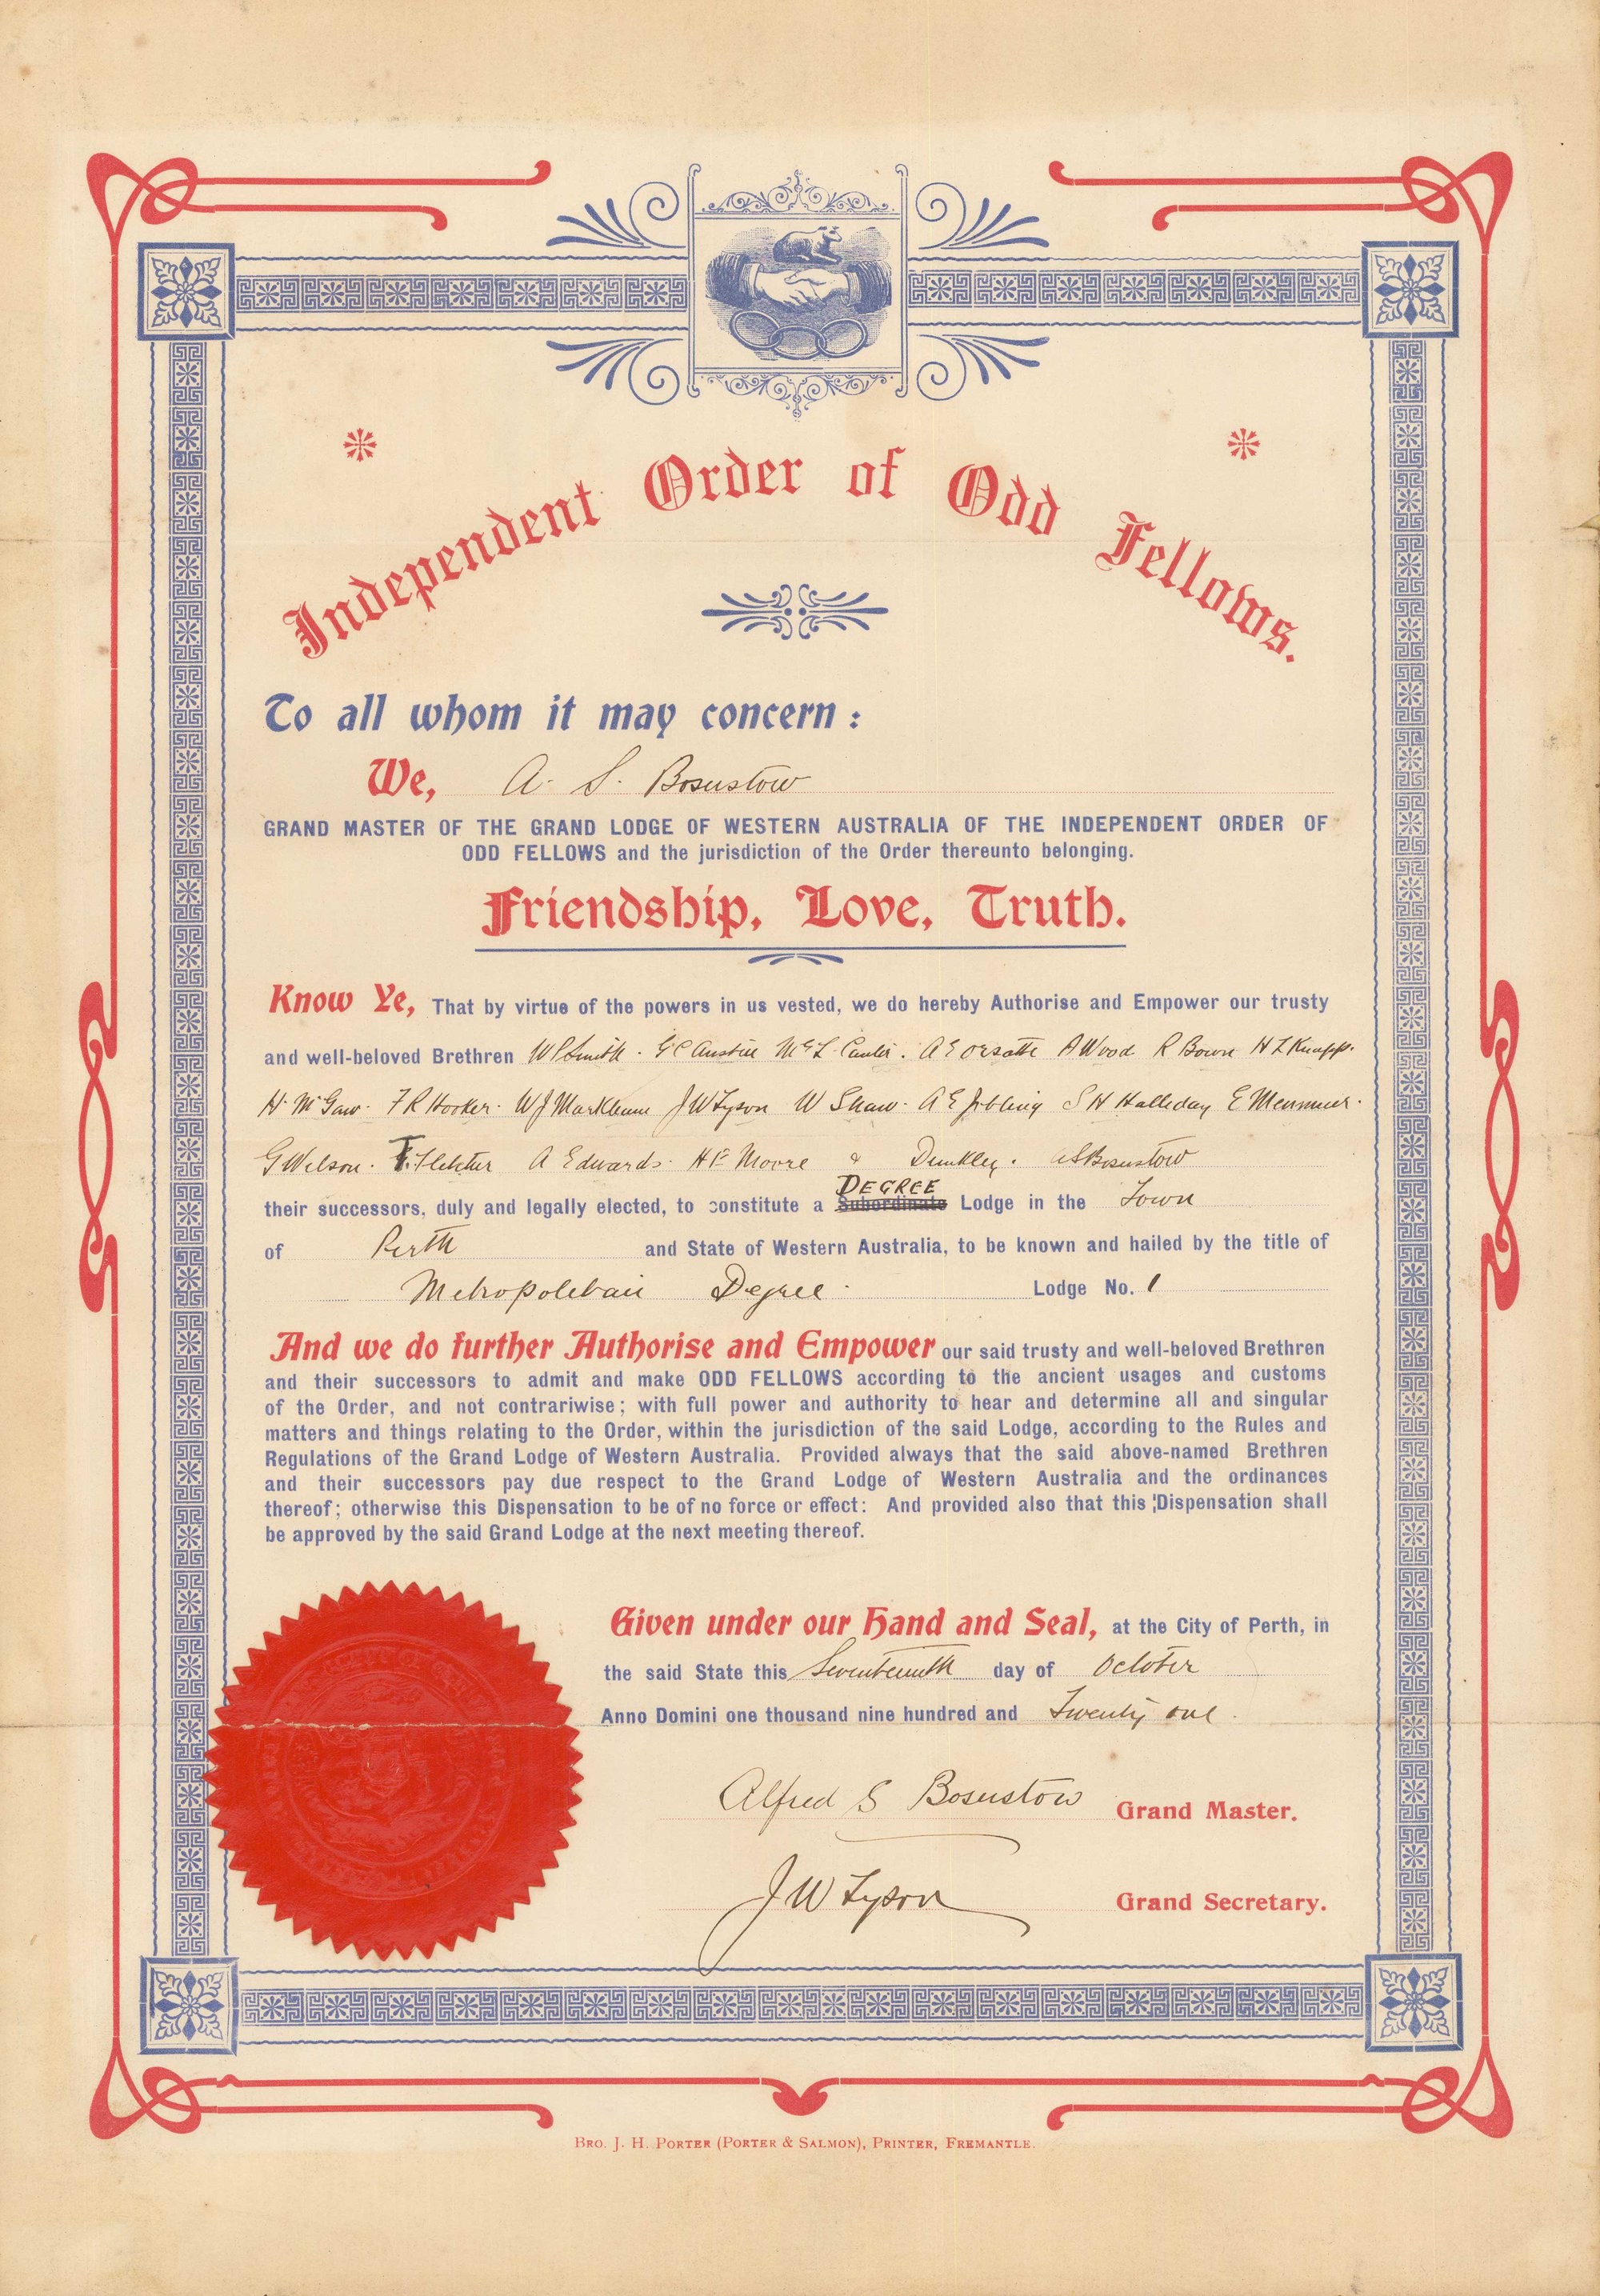 Independent Order of Odd Fellows.
To all whom it may concern :
We, A. S. Bosustow
GRAND MASTER OF THE GRAND LODGE OF WESTERN AUSTRALIA OF THE INDEPENDENT ORDER OF
ODD FELLOWS and the jurisdiction of the Order thereunto belonging.
Friendship, Love, Truth.
Know Ye, That by virtue of the powers in us vested, we do hereby Authorise and Empower our trusty
and well-beloved Brethren W P Smith. G C Austin A Wood R Bown H L Knapp.
H. McGaw. F R Hooker. W J Markham J W Tyson W Shaw. A E Jobling S H Halliday E
G Wilson. T. Fletcher A Edwards. H E Moore & Dunkley. A S Bosustow
DEGREE
their successors, duly and legally elected, to constitute a Subordinate Lodge in the Town
of Perth and State of Western Australia, to be known and hailed by the title of
Metropolitan Degree. Lodge No. 1
And we do further Authorise and Empower our said trusty and well-beloved Brethren
and their successors to admit and make ODD FELLOWS according to the ancient usages and customs
of the Order, and not contrariwise; with full power and authority to hear and determine all and singular
matters and things relating to the Order, within the jurisdiction of the said Lodge, according to the Rules and
Regulations of the Grand Lodge of Western Australia. Provided always that the said above-named Brethren
and their successors pay due respect to the Grand Lodge of Western Australia and the ordinances
thereof; otherwise this Dispensation to be of no force or effect: And provided also that this Dispensation shall
be approved by the said Grand Lodge at the next meeting thereof.
Given under our Hand and Seal, at the City of Perth, in
the said State this Seventeenth day of October
Anno Domini one thousand nine hundred and Twenty one.
Alfred S Bosustow Grand Master.
J W Tyson Grand Secretary.
BRO. J. H. PORTER (PORTER & SALMON), PRINTER, FREMANTLE.